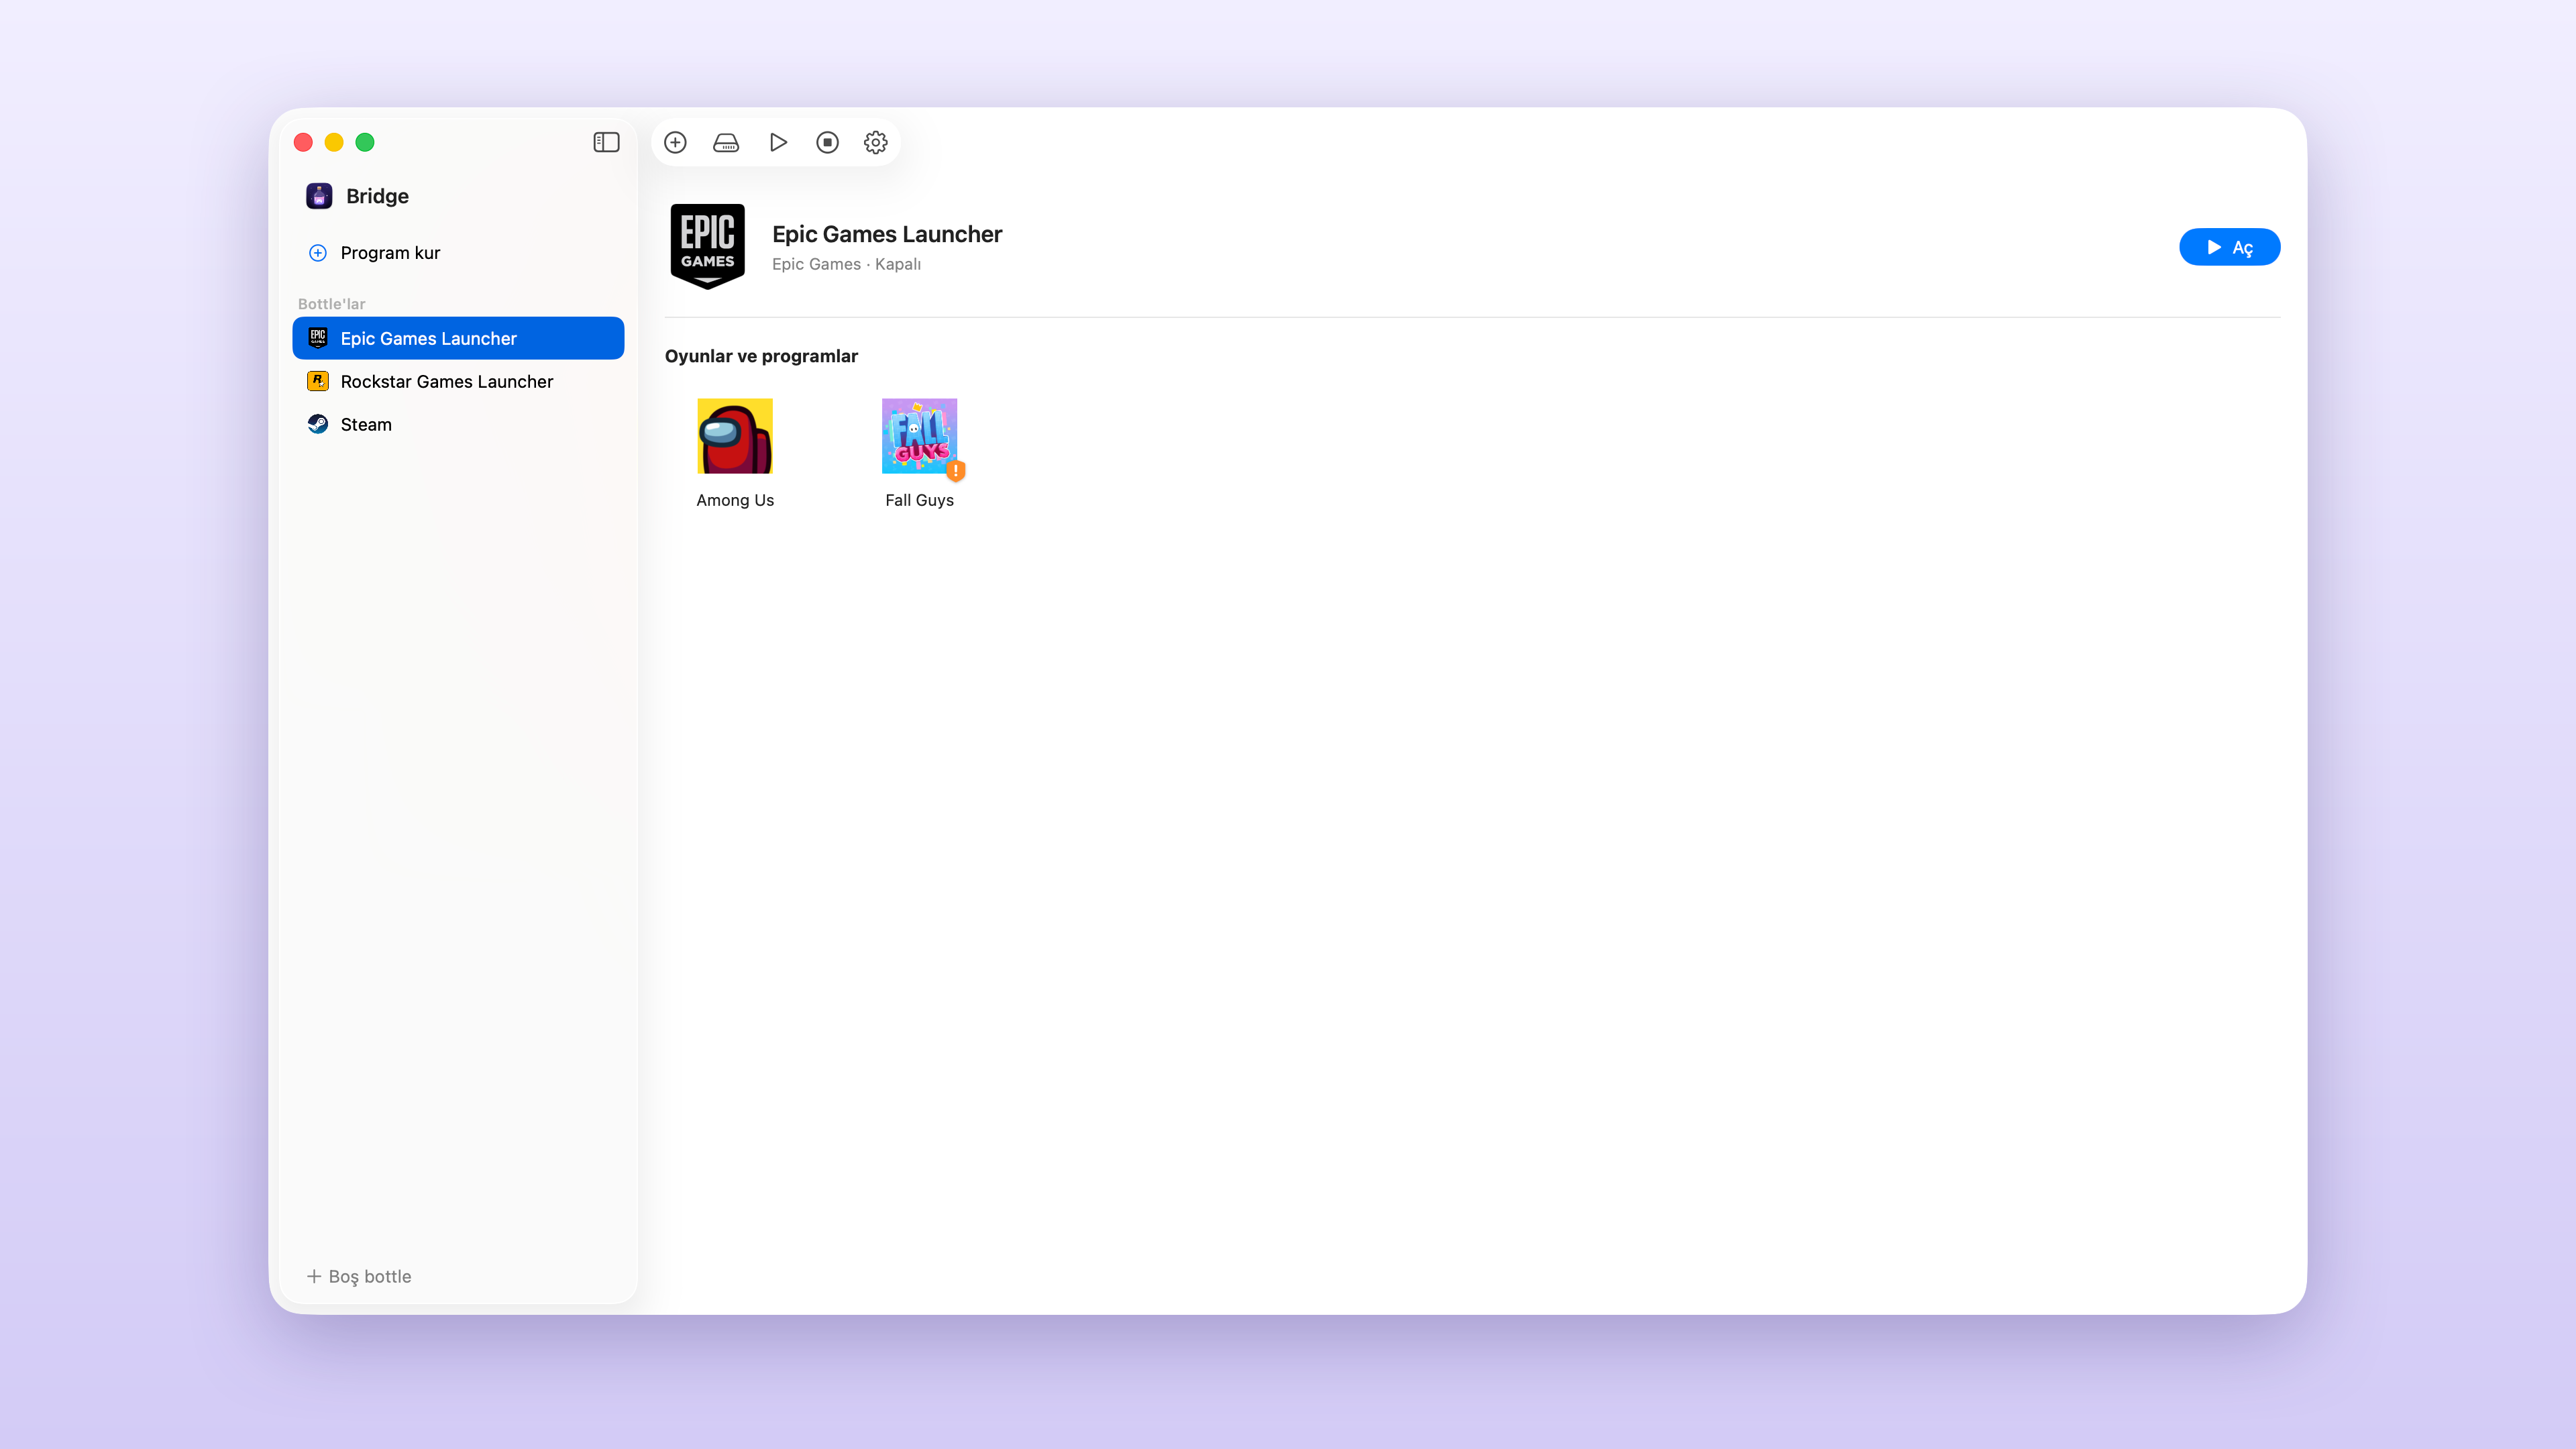 Bridge
Program kur
Bottle'lar
Epic Games Launcher
Rockstar Games Launcher
Steam
Boş bottle
EPIC
GAMES
Epic Games Launcher
Epic Games · Kapalı
Aç
Oyunlar ve programlar
FALL
GUYS
Among Us
Fall Guys